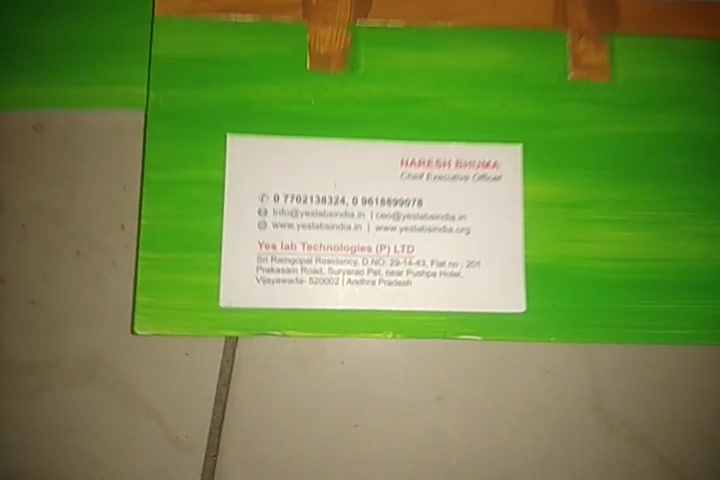 NARESH BHUMA
Chief Executive Officer
0 7702138324, 0 9618899078
Info@yeslabsindia.in | ceo@yeslabsindia.in
www.yeslabsindia.in | www.yeslabsindia.org
Yes lab Technologies (P) LTD
Sri Ramgopal Residency, D.NO: 29-14-43, Flat no : 201
Prakasam Road, Suryarao Pet, near Pushpa Hotel,
Vijayawada- 520002 | Andhra Pradesh